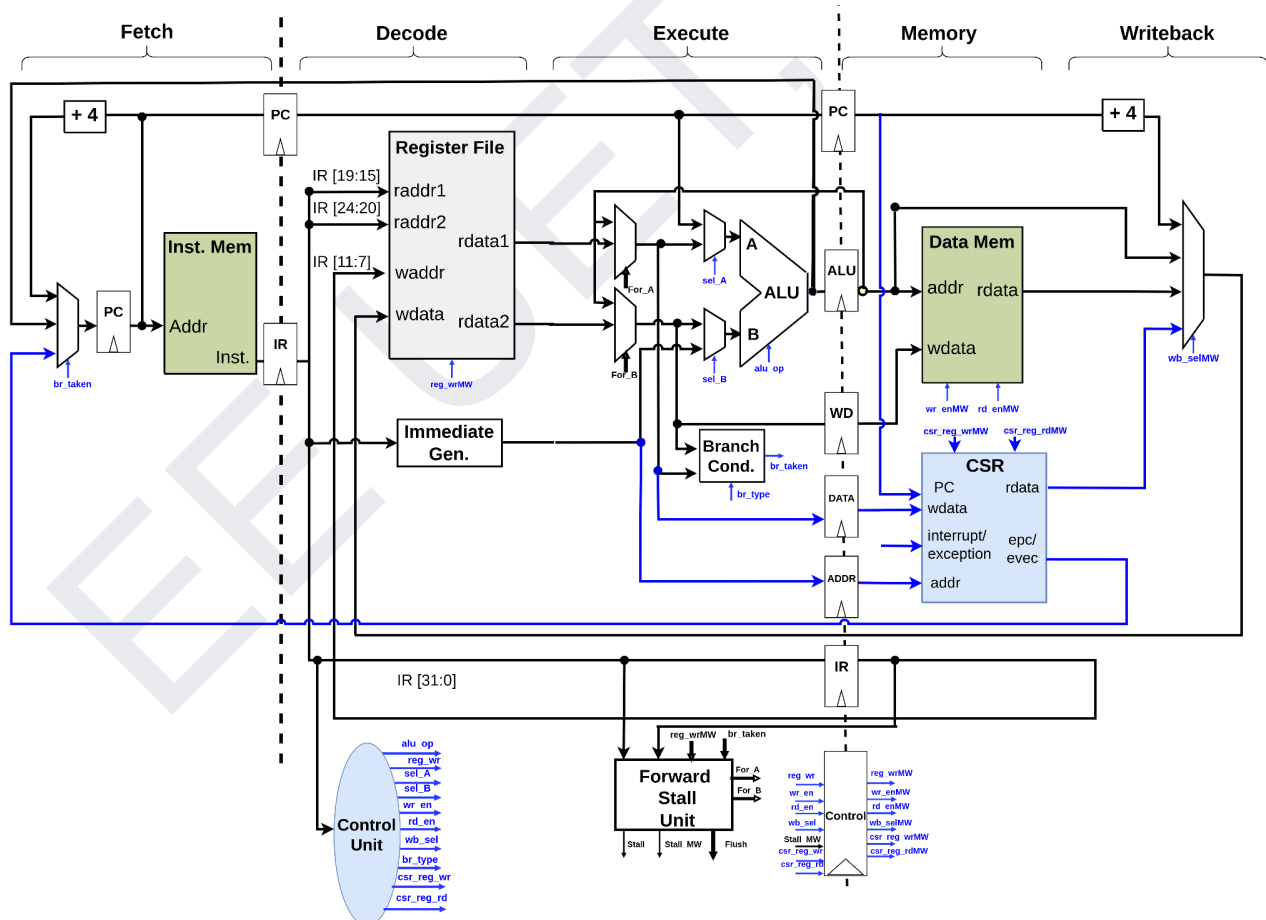 Fetch
Decode
Execute
Memory
Writeback
+ 4
PC
PC
+ 4
Register File
IR [19:15]
raddr1
IR [24:20]
raddr2
rdata1
IR [11:7]
waddr
wdata
rdata2
reg_wrMW
Inst. Mem
Addr
Inst.
PC
br_taken
IR
For_A
For_B
sel_A
sel_B
A
B
ALU
alu_op
ALU
Data Mem
addr
rdata
wdata
wr_enMW
rd_enMW
wb_selMW
WD
Immediate
Gen.
Branch
Cond.
br_taken
br_type
csr_reg_wrMW
csr_reg_rdMW
CSR
PC
rdata
wdata
interrupt/
exception
epc/
evec
addr
DATA
ADDR
IR
IR [31:0]
EE UET,
alu_op
reg_wr
sel_A
sel_B
wr_en
rd_en
wb_sel
br_type
csr_reg_wr
csr_reg_rd
Control
Unit
reg_wrMW
br_taken
Forward
Stall
Unit
For_A
For_B
Stall
Stall_MW
Flush
reg_wr
wr_en
rd_en
wb_sel
Stall_MW
csr_reg_wr
csr_reg_rd
Control
reg_wrMW
wr_enMW
rd_enMW
wb_selMW
csr_reg_wrMW
csr_reg_rdMW